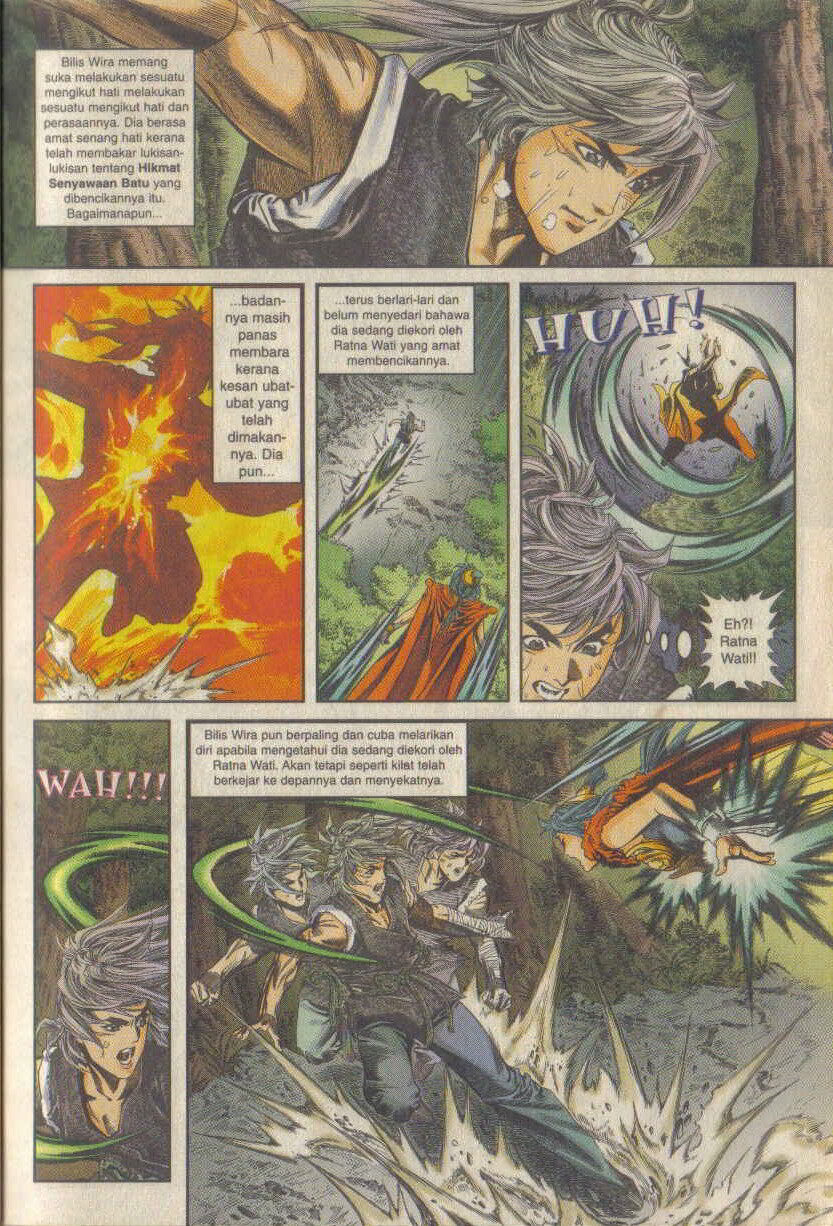 Bilis Wira memang
suka melakukan sesuatu
mengikut hati melakukan
sesuatu mengikut hati dan
perasaannya. Dia berasa
amat senang hati kerana
telah membakar lukisan-
lukisan tentang Hikmat
Senyawaan Batu yang
dibencikannya itu.
Bagaimanapun...
...badan-
nya masih
panas
membara
kerana
kesan ubat-
ubat yang
telah
dimakan-
nya. Dia
pun...
...terus berlari-lari dan
belum menyedari bahawa
dia sedang diekori oleh
Ratna Wati yang amat
membencikannya.
HUH!
Eh?!
Ratna
Wati!!
WAH!!!
Bilis Wira pun berpaling dan cuba melarikan
diri apabila mengetahui dia sedang diekori oleh
Ratna Wati. Akan tetapi seperti kilat telah
berkejar ke depannya dan menyekatnya.